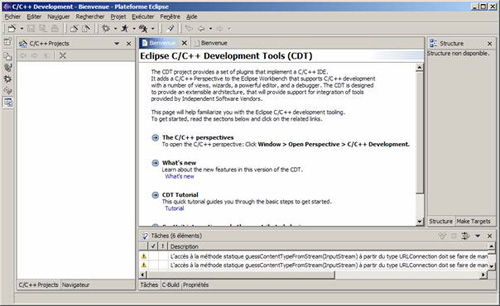 C/C++ Development - Bienvenue - Plateforme Eclipse
Fichier Editer Naviguer Rechercher Projet Exécuter Fenêtre Aide
C/C++ Projects
Bienvenue
Bienvenue
Structure
Structure non disponible.
Eclipse C/C++ Development Tools (CDT)
The CDT project provides a set of plugins that implement a C/C++ IDE.
It adds a C/C++ Perspective to the Eclipse Workbench that supports C/C++ development
with a number of views, wizards, a powerful editor, and a debugger. The CDT is designed
to provide an extensible architecture, that will provide support for integration of tools
provided by Independent Software Vendors.
This page will help familiarize you with the Eclipse C/C++ development tooling.
To get started, read the sections below and click on the related links.
The C/C++ perspectives
To open the C/C++ perspective: Click Window > Open Perspective > C/C++ Development.
What's new
Learn about the new features in this version of the CDT.
What's new
CDT Tutorial
This quick tutorial guides you through the basic steps to get started.
Tutorial
Structure Make Targets
Tâches (6 éléments)
! Description
L'accès à la méthode statique guessContentTypeFromStream(InputStream) à partir du type URLConnection doit se faire de man
L'accès à la méthode statique guessContentTypeFromStream(InputStream) à partir du type URLConnection doit se faire de man
C/C++ Projects Navigateur
Tâches C-Build Propriétés